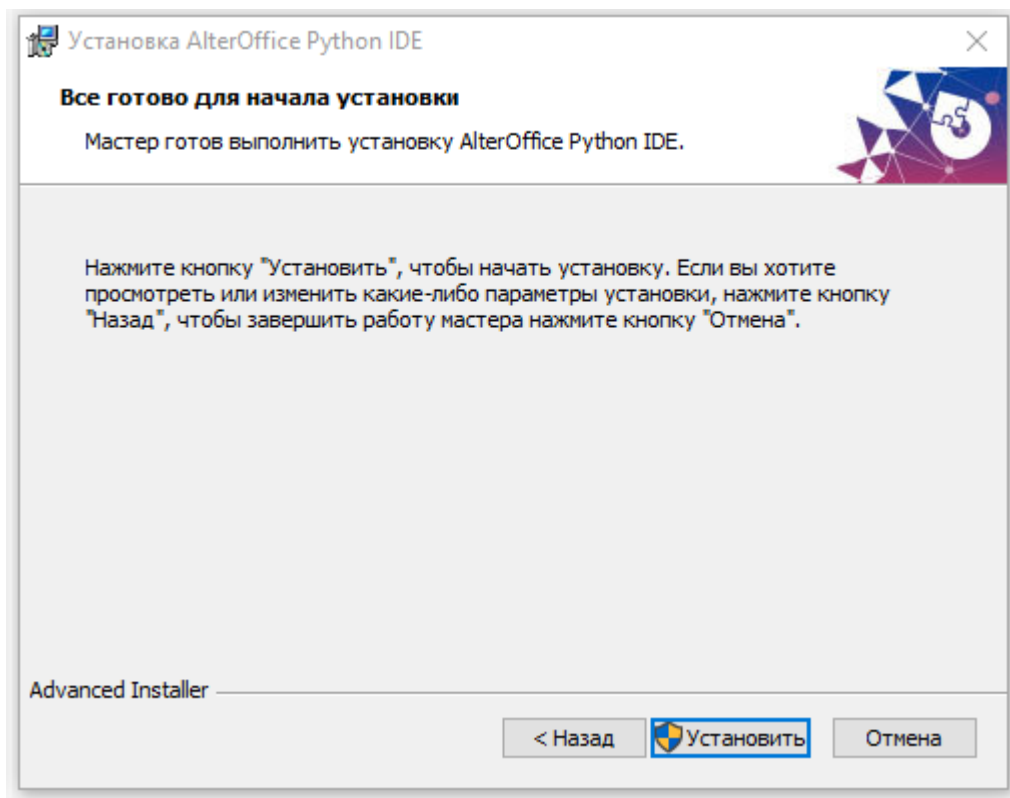 Установка AlterOffice Python IDE
Все готово для начала установки
Мастер готов выполнить установку AlterOffice Python IDE.
Нажмите кнопку "Установить", чтобы начать установку. Если вы хотите
просмотреть или изменить какие-либо параметры установки, нажмите кнопку
"Назад", чтобы завершить работу мастера нажмите кнопку "Отмена".
Advanced Installer
< Назад
Установить
Отмена